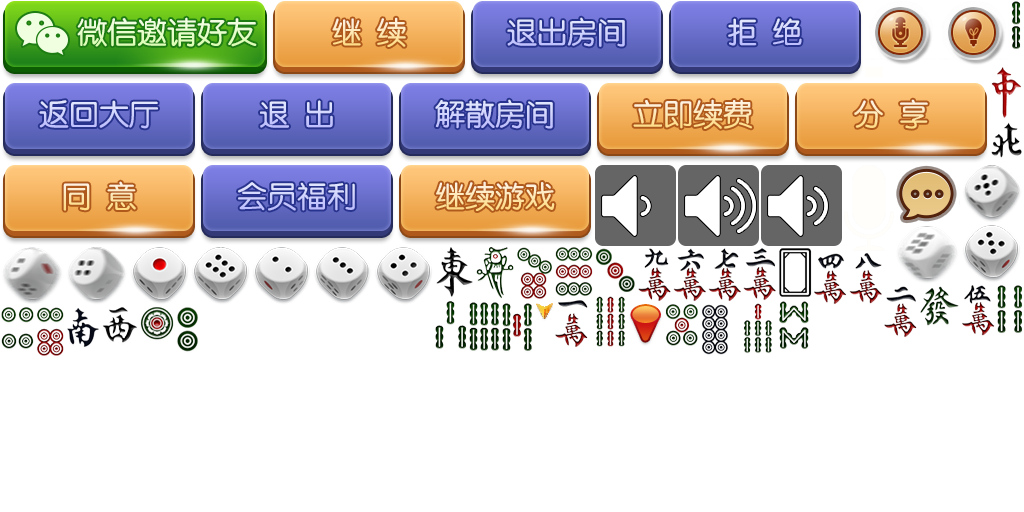 微信邀请好友
继续
退出房间
拒绝
中
返回大厅
退出
解散房间
立即续费
分享
北
同意
会员福利
继续游戏
東
九萬
六萬
七萬
三萬
四萬
八萬
二萬
發
伍萬
南
西
一萬